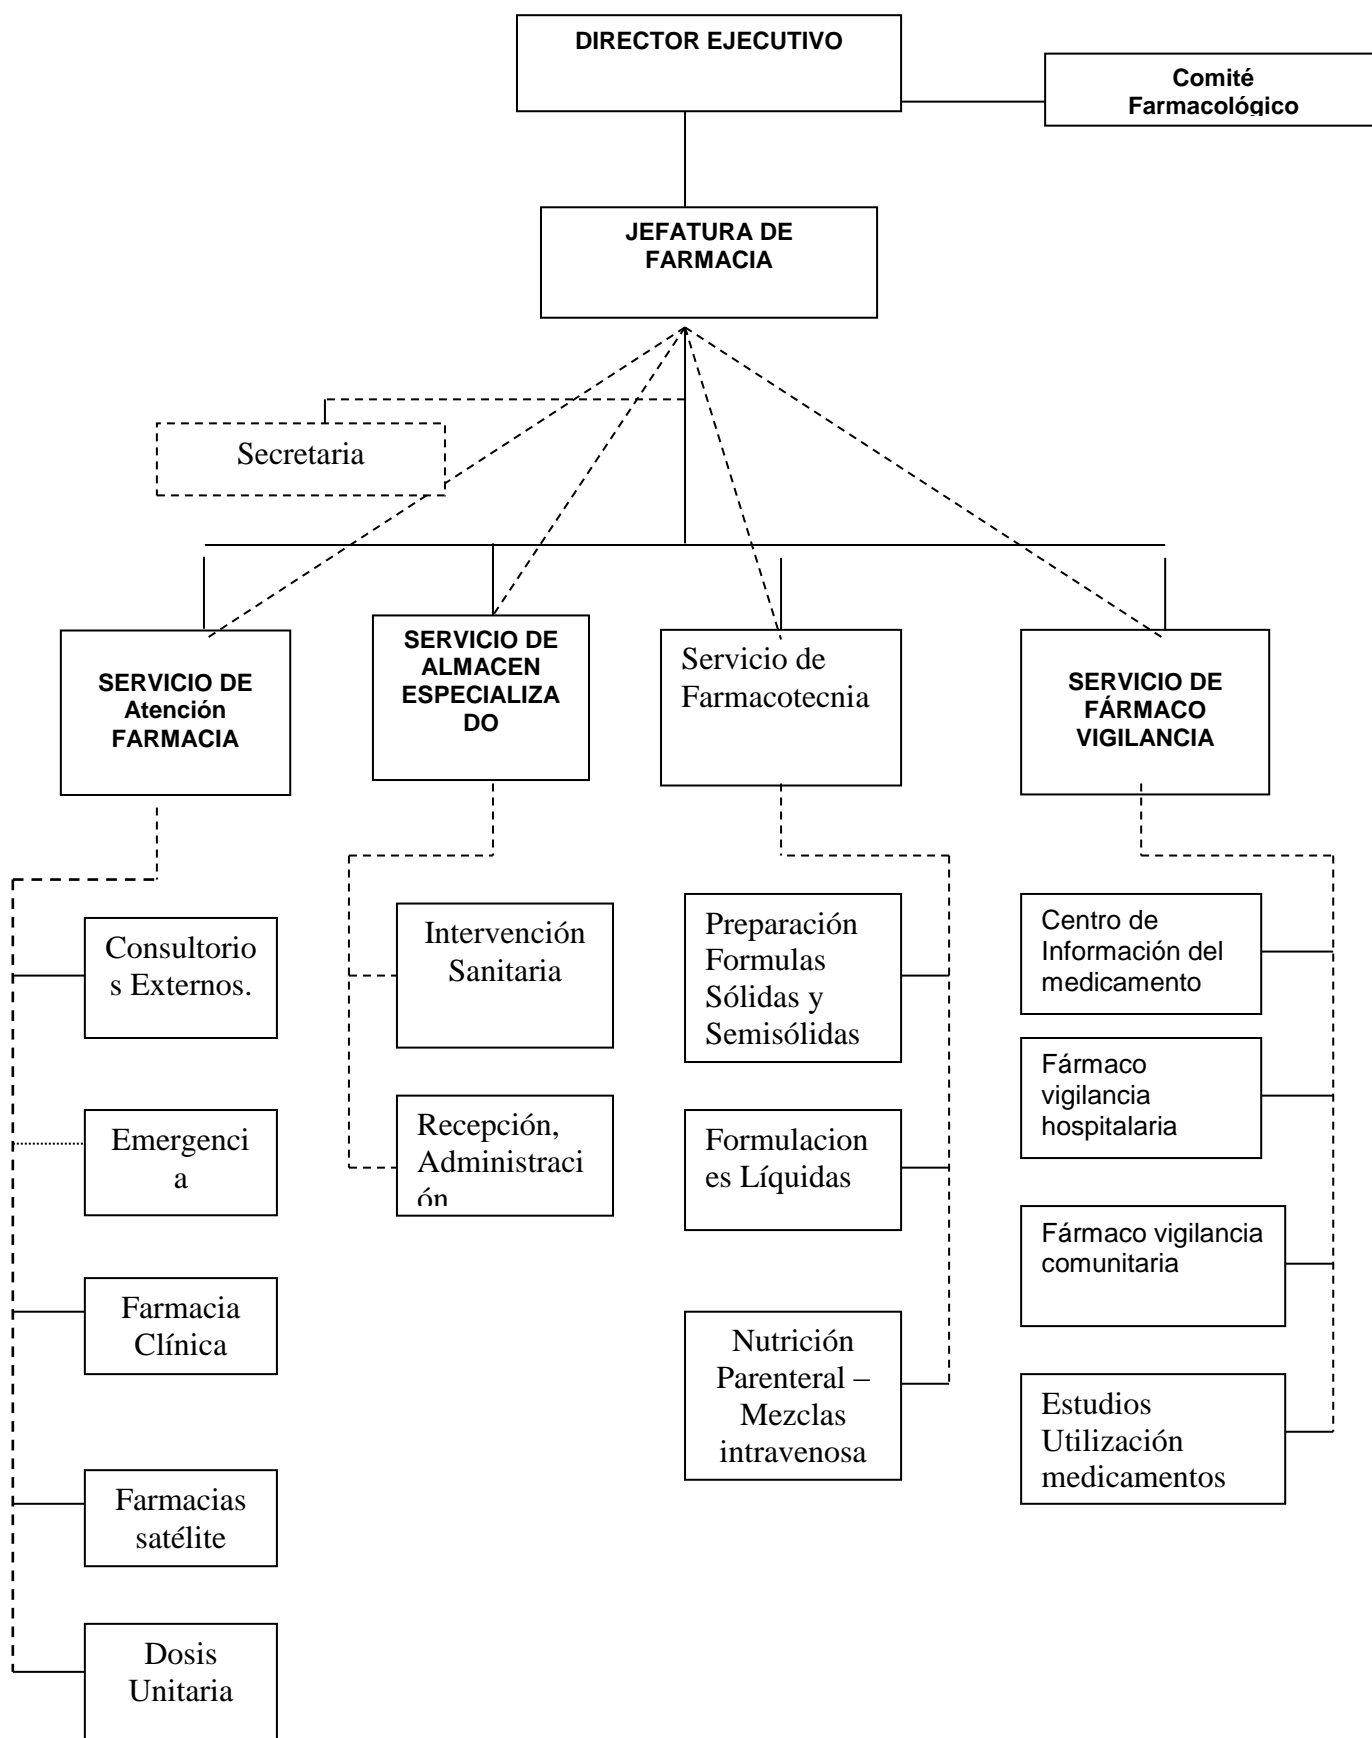 DIRECTOR EJECUTIVO
Comité
Farmacológico
JEFATURA DE
FARMACIA
Secretaria
SERVICIO DE
Atención
FARMACIA
SERVICIO DE
ALMACEN
ESPECIALIZA
DO
Servicio de
Farmacotecnia
SERVICIO DE
FÁRMACO
VIGILANCIA
Consultorio
s Externos.
Emergenci
a
Farmacia
Clínica
Farmacias
satélite
Dosis
Unitaria
Intervención
Sanitaria
Recepción,
Administraci
ón
Preparación
Formulas
Sólidas y
Semisólidas
Formulacion
es Líquidas
Nutrición
Parenteral –
Mezclas
intravenosa
Centro de
Información del
medicamento
Fármaco
vigilancia
hospitalaria
Fármaco vigilancia
comunitaria
Estudios
Utilización
medicamentos